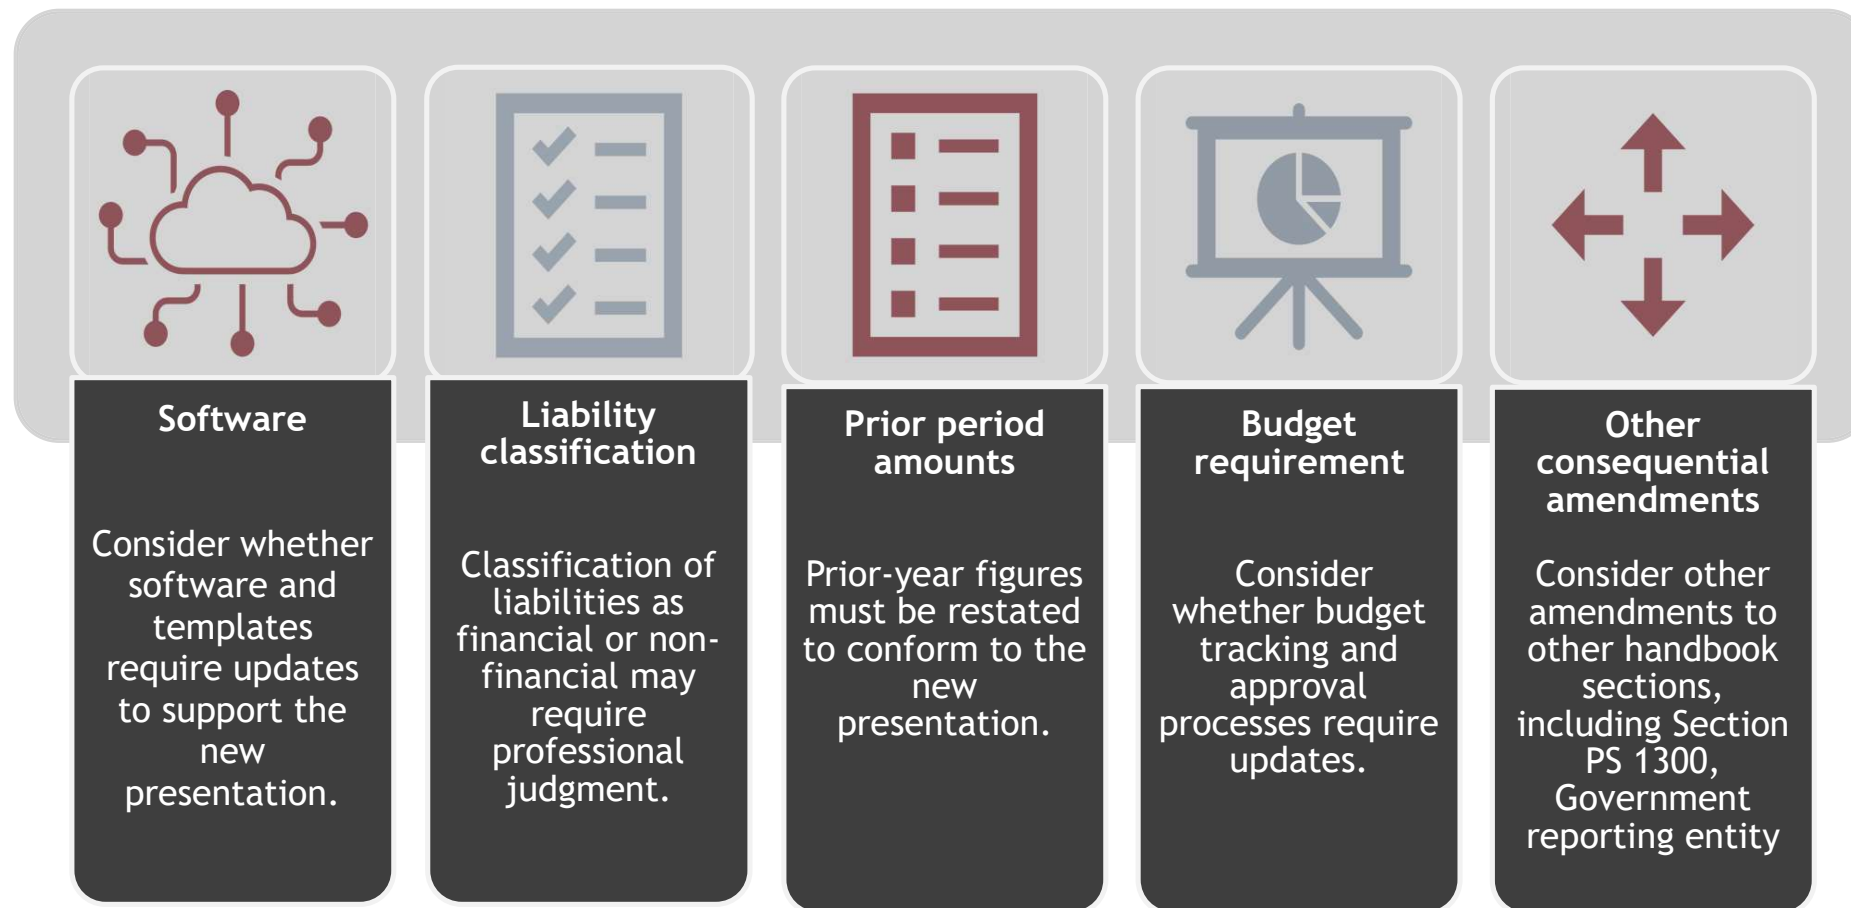 Software
Consider whether
software and
templates
require updates
to support the
new
presentation.
Liability
classification
Classification of
liabilities as
financial or non-
financial may
require
professional
judgment.
Prior period
amounts
Prior-year figures
must be restated
to conform to the
new
presentation.
Budget
requirement
Consider
whether budget
tracking and
approval
processes require
updates.
Other
consequential
amendments
Consider other
amendments to
other handbook
sections,
including Section
PS 1300,
Government
reporting entity